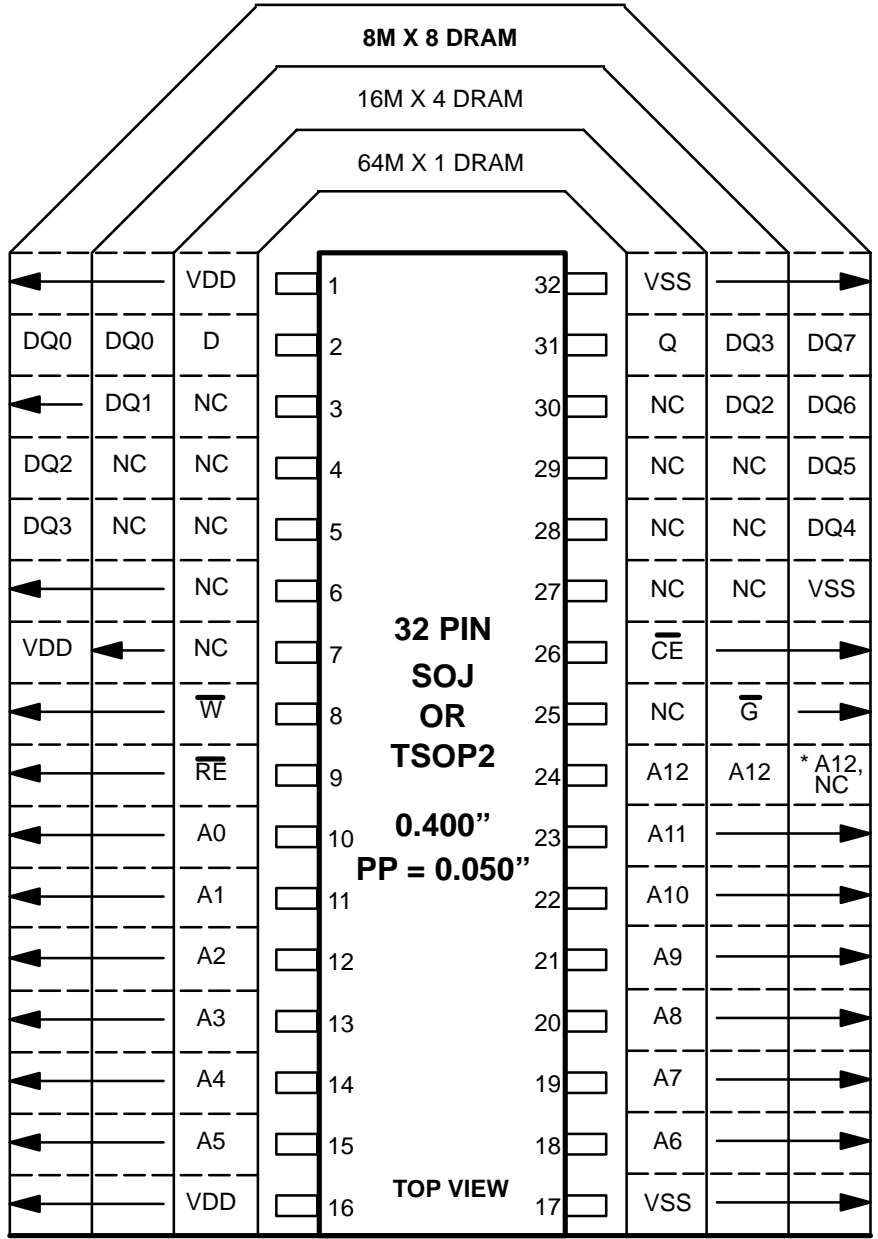 8M X 8 DRAM
16M X 4 DRAM
64M X 1 DRAM
VDD 1 32 VSS
DQ0 DQ0 D 2 31 Q DQ3 DQ7
DQ1 NC 3 30 NC DQ2 DQ6
DQ2 NC NC 4 29 NC NC DQ5
DQ3 NC NC 5 28 NC NC DQ4
NC 6 27 NC NC VSS
VDD NC 7 26 C̅E̅
NC VSS
32 PIN
SOJ
OR
TSOP2
0.400”
PP = 0.050”
W̅ 8 25 NC G̅
R̅E̅ 9 24 A12 A12 * A12,
NC
A0 10 23 A11
A1 11 22 A10
A2 12 21 A9
A3 13 20 A8
A4 14 19 A7
A5 15 18 A6
VDD 16 17 VSS
TOP VIEW